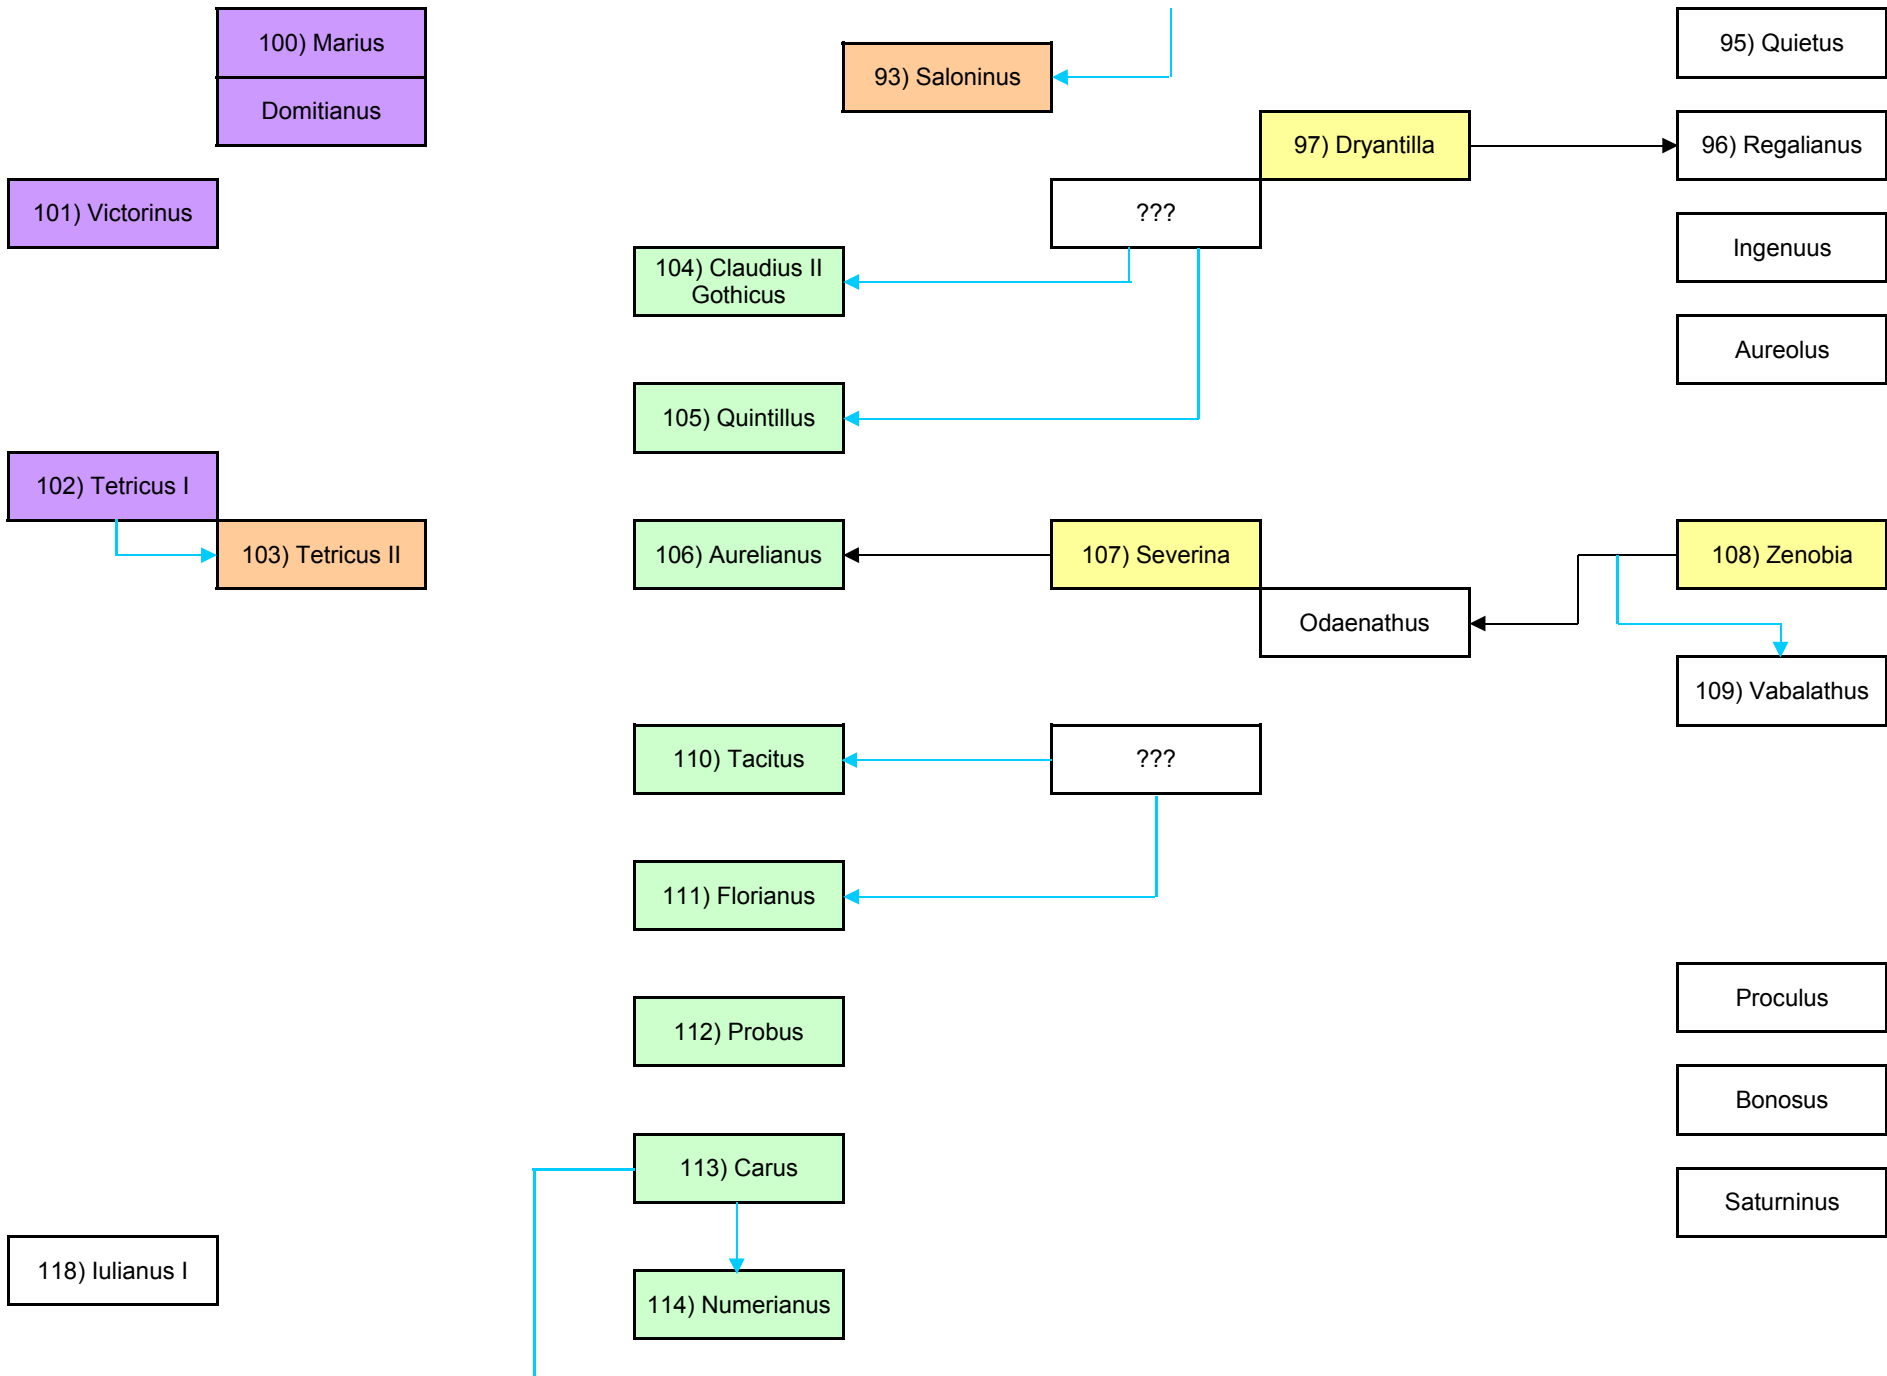 100) Marius
95) Quietus
93) Saloninus
Domitianus
97) Dryantilla
96) Regalianus
101) Victorinus
???
Ingenuus
104) Claudius II
Gothicus
Aureolus
105) Quintillus
102) Tetricus I
103) Tetricus II
106) Aurelianus
107) Severina
108) Zenobia
Odaenathus
109) Vabalathus
110) Tacitus
???
111) Florianus
Proculus
112) Probus
Bonosus
113) Carus
Saturninus
118) Iulianus I
114) Numerianus